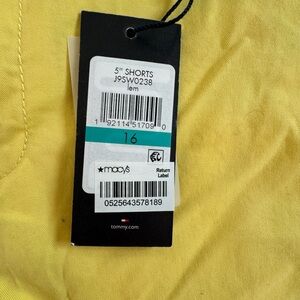 5" SHORTS
J9SW0238
lem
1 92114 51709 0
16
★macy's
Return
Label
0525643578189
tommy.com